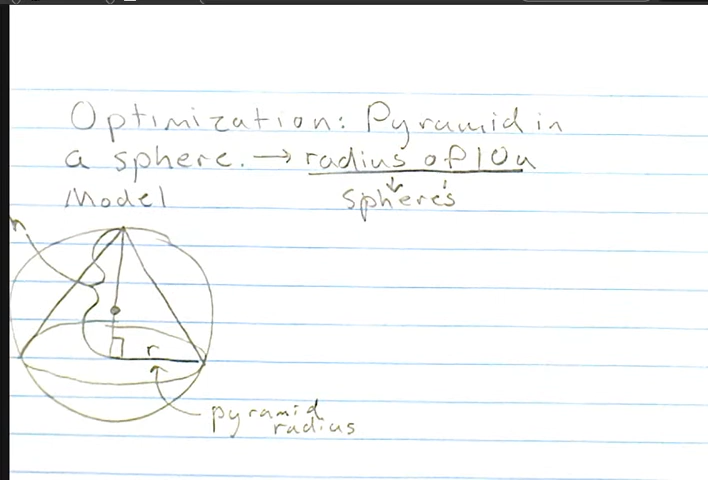 Optimization: Pyramid in
a sphere. → radius of 10u
Model
sphere's
h
r
pyramid
radius